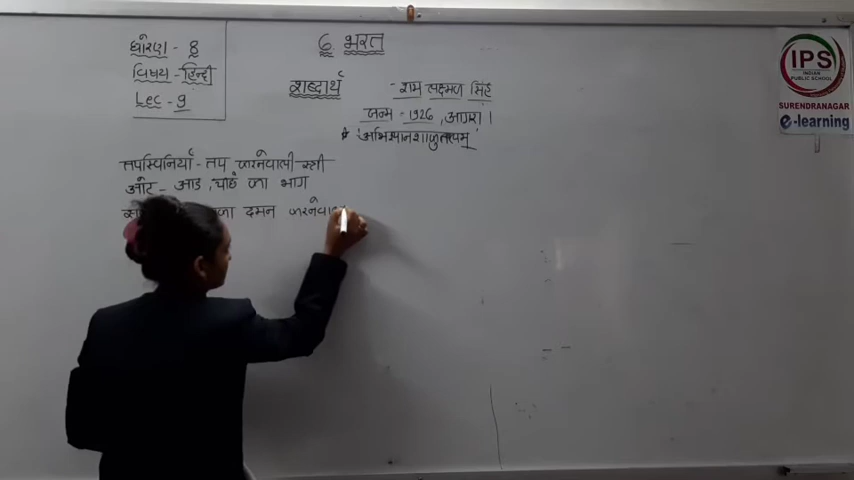 धोरण - 8
विषय - हिन्दी
Lec - 9
6 भरत
शब्दार्थ
- राम लक्ष्मण सिंह
जन्म - 1926, आगरा।
'अभिज्ञानशाकुन्तलम्'
तपस्विनियाँ - तप करनेवाली स्त्री
ओट - आड, पीछे का भाग
दमन करनेवा
IPS
INDIAN
PUBLIC SCHOOL
SURENDRANAGAR
e-learning